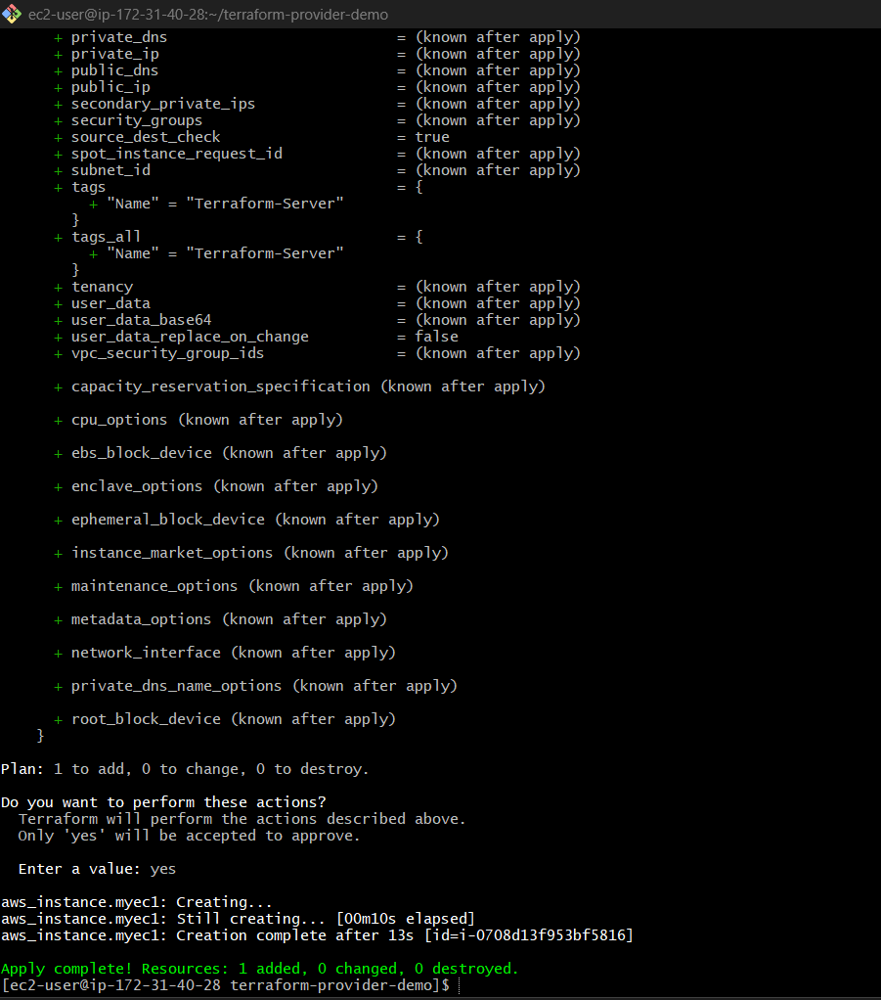 ec2-user@ip-172-31-40-28:~/terraform-provider-demo
+ private_dns = (known after apply)
+ private_ip = (known after apply)
+ public_dns = (known after apply)
+ public_ip = (known after apply)
+ secondary_private_ips = (known after apply)
+ security_groups = (known after apply)
+ source_dest_check = true
+ spot_instance_request_id = (known after apply)
+ subnet_id = (known after apply)
+ tags = {
+ "Name" = "Terraform-Server"
}
+ tags_all = {
+ "Name" = "Terraform-Server"
}
+ tenancy = (known after apply)
+ user_data = (known after apply)
+ user_data_base64 = (known after apply)
+ user_data_replace_on_change = false
+ vpc_security_group_ids = (known after apply)
+ capacity_reservation_specification (known after apply)
+ cpu_options (known after apply)
+ ebs_block_device (known after apply)
+ enclave_options (known after apply)
+ ephemeral_block_device (known after apply)
+ instance_market_options (known after apply)
+ maintenance_options (known after apply)
+ metadata_options (known after apply)
+ network_interface (known after apply)
+ private_dns_name_options (known after apply)
+ root_block_device (known after apply)
}
Plan: 1 to add, 0 to change, 0 to destroy.
Do you want to perform these actions?
Terraform will perform the actions described above.
Only 'yes' will be accepted to approve.
Enter a value: yes
aws_instance.myec1: Creating...
aws_instance.myec1: Still creating... [00m10s elapsed]
aws_instance.myec1: Creation complete after 13s [id=i-0708d13f953bf5816]
Apply complete! Resources: 1 added, 0 changed, 0 destroyed.
[ec2-user@ip-172-31-40-28 terraform-provider-demo]$